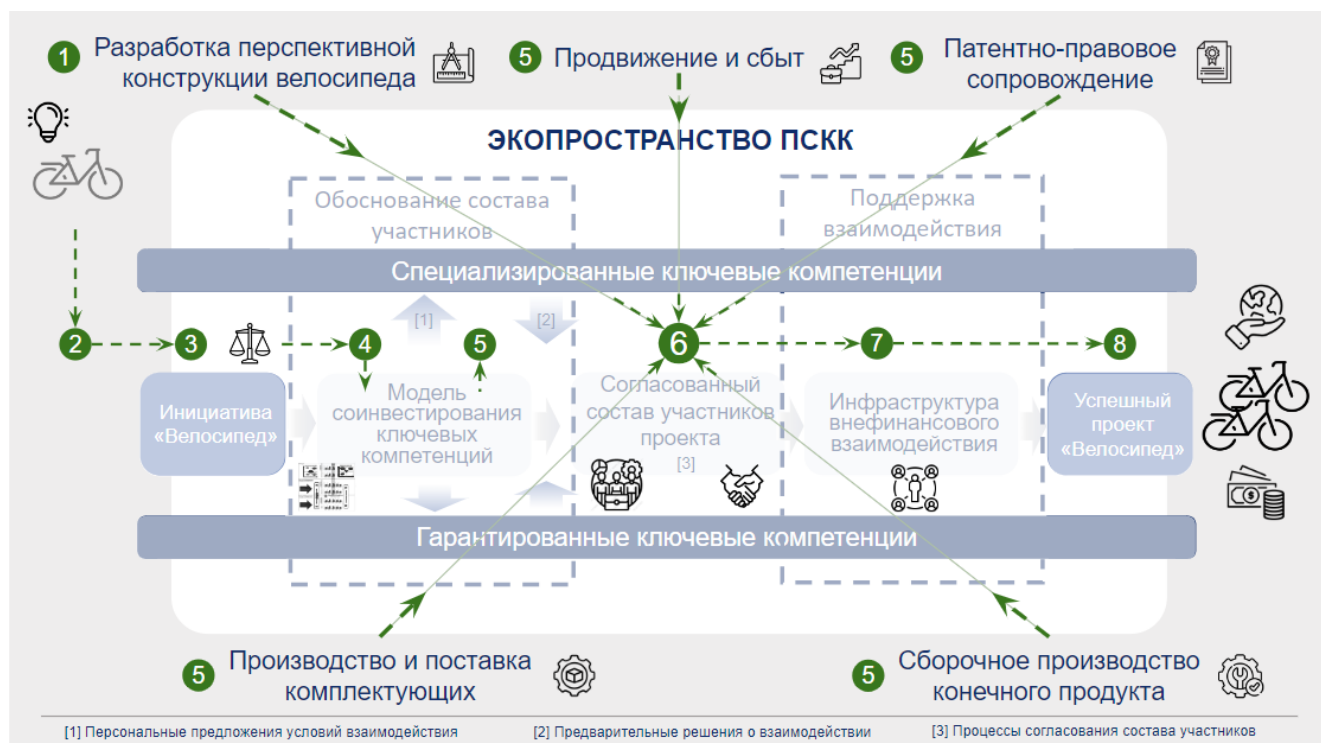 1 Разработка перспективной
конструкции велосипеда
5 Продвижение и сбыт
5 Патентно-правовое
сопровождение
ЭКОПРОСТРАНСТВО ПСКК
Обоснование состава
участников
Поддержка
взаимодействия
Специализированные ключевые компетенции
[1]
[2]
2
3
4
5
6
7
8
Инициатива
«Велосипед»
Модель
соинвестирования
ключевых
компетенций
Согласованный
состав участников
проекта
[3]
Инфраструктура
внефинансового
взаимодействия
Успешный
проект
«Велосипед»
Гарантированные ключевые компетенции
5 Производство и поставка
комплектующих
5 Сборочное производство
конечного продукта
[1] Персональные предложения условий взаимодействия
[2] Предварительные решения о взаимодействии
[3] Процессы согласования состава участников